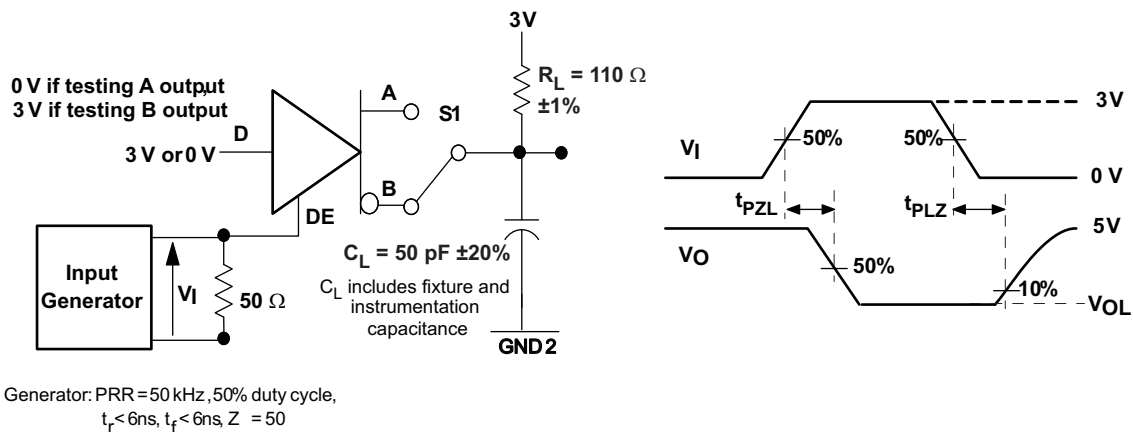 3V
R_L = 110 Ω
±1%
0 V if testing A output
3 V if testing B output
A
S1
D
3 V or 0 V
B
DE
Input
Generator
V_I
50 Ω
C_L = 50 pF ±20%
C_L includes fixture and
instrumentation
capacitance
GND 2
Generator: PRR = 50 kHz, 50% duty cycle,
t_r < 6ns, t_f < 6ns, Z = 50
3V
50%
50%
V_I
0 V
t_PZL
t_PLZ
5V
V_O
50%
10%
V_OL